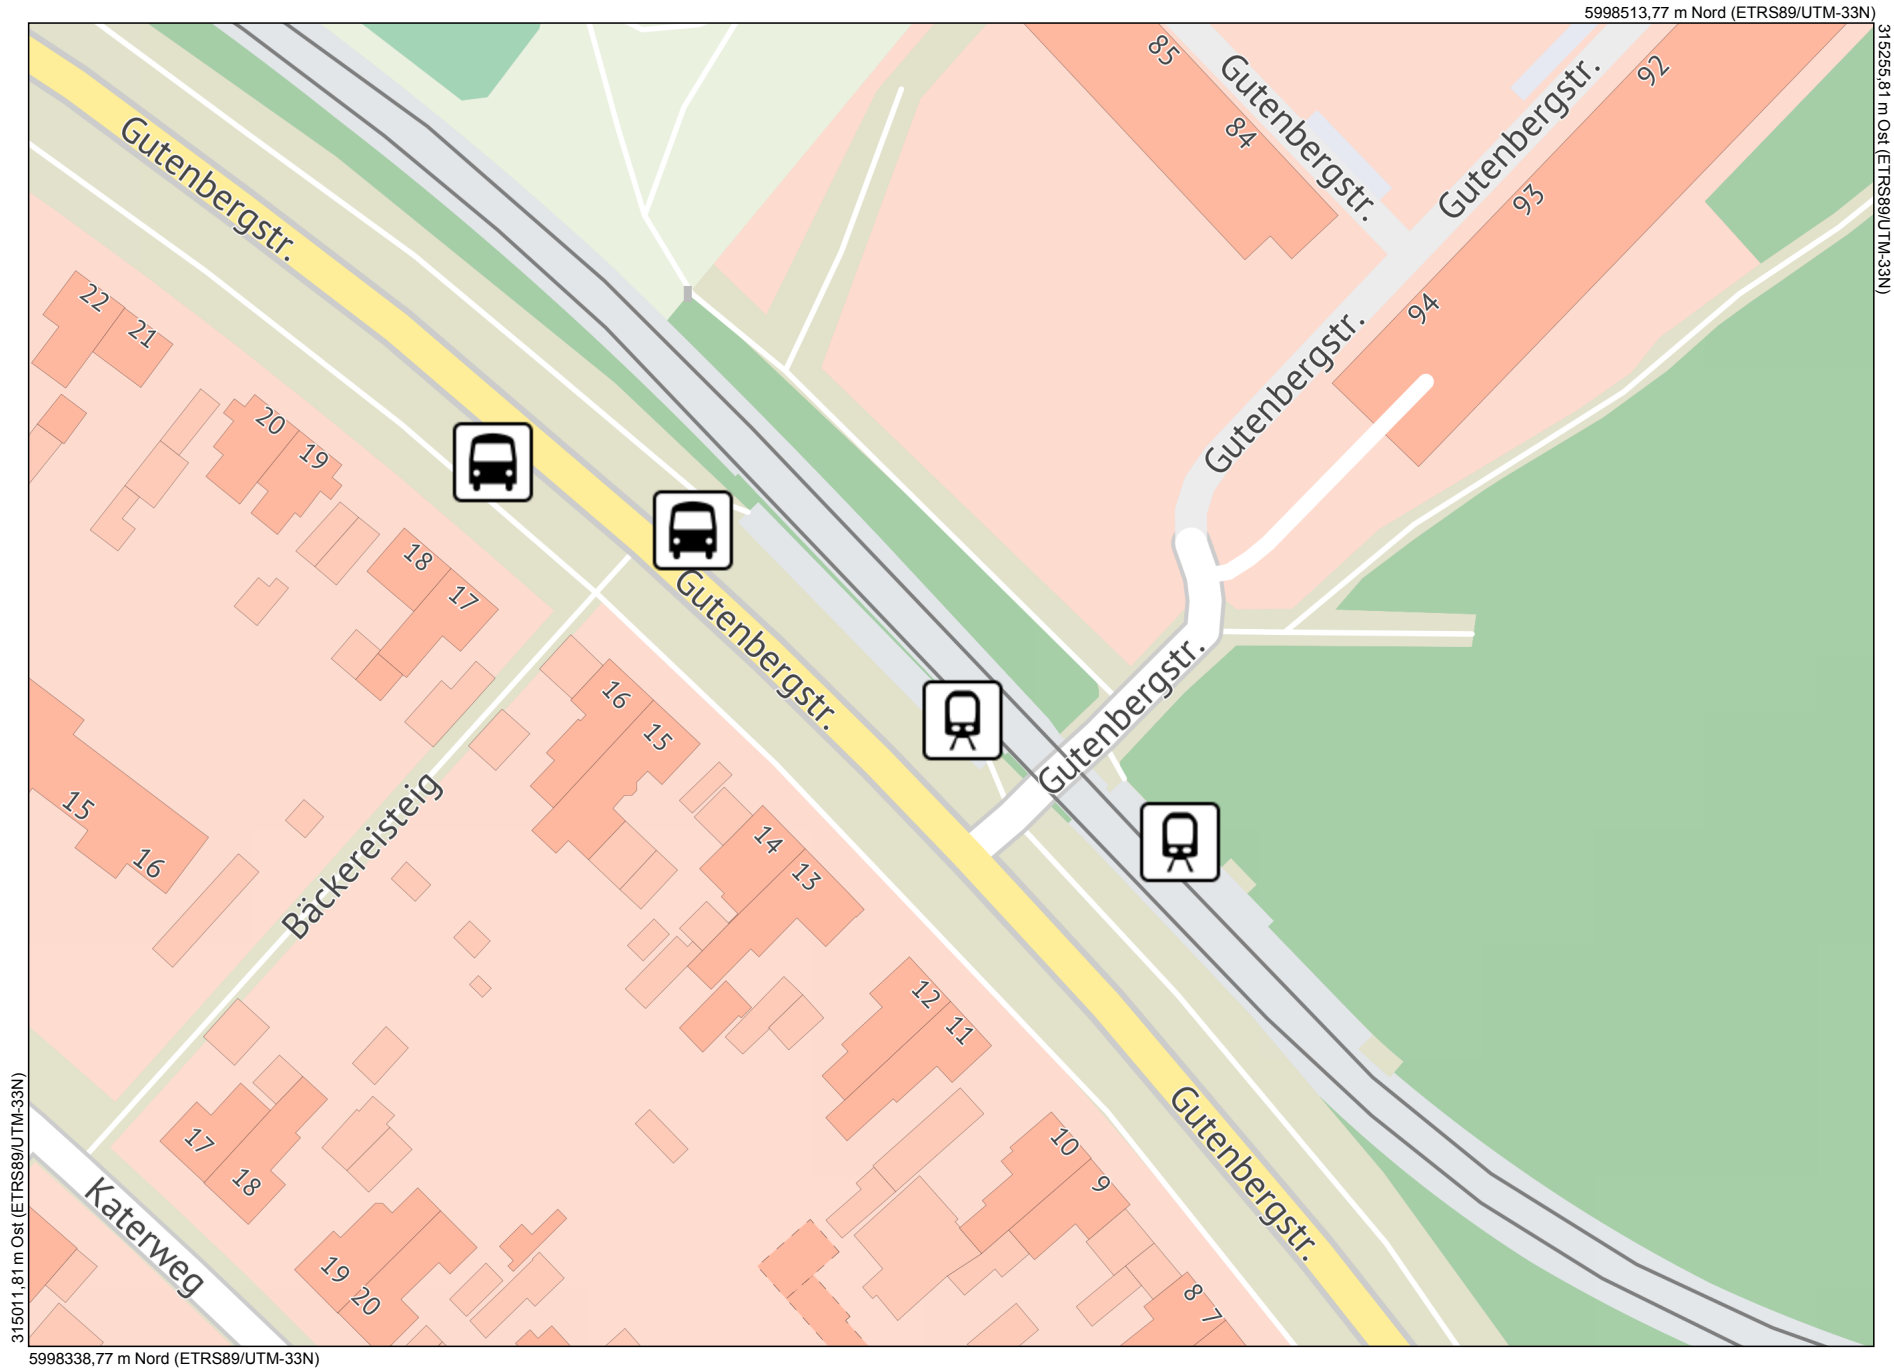 5998513,77 m Nord (ETRS89/UTM-33N)
315255,81 m Ost (ETRS89/UTM-33N)
85
Gutenbergstr.
84
Gutenbergstr.
92
93
94
Gutenbergstr.
Gutenbergstr.
22
21
20
19
18
17
Gutenbergstr.
16
15
Gutenbergstr.
15
16
Bäckereisteig
14
13
12
11
10
9
Gutenbergstr.
8
7
17
18
19
20
Katerweg
315011,81 m Ost (ETRS89/UTM-33N)
5998338,77 m Nord (ETRS89/UTM-33N)